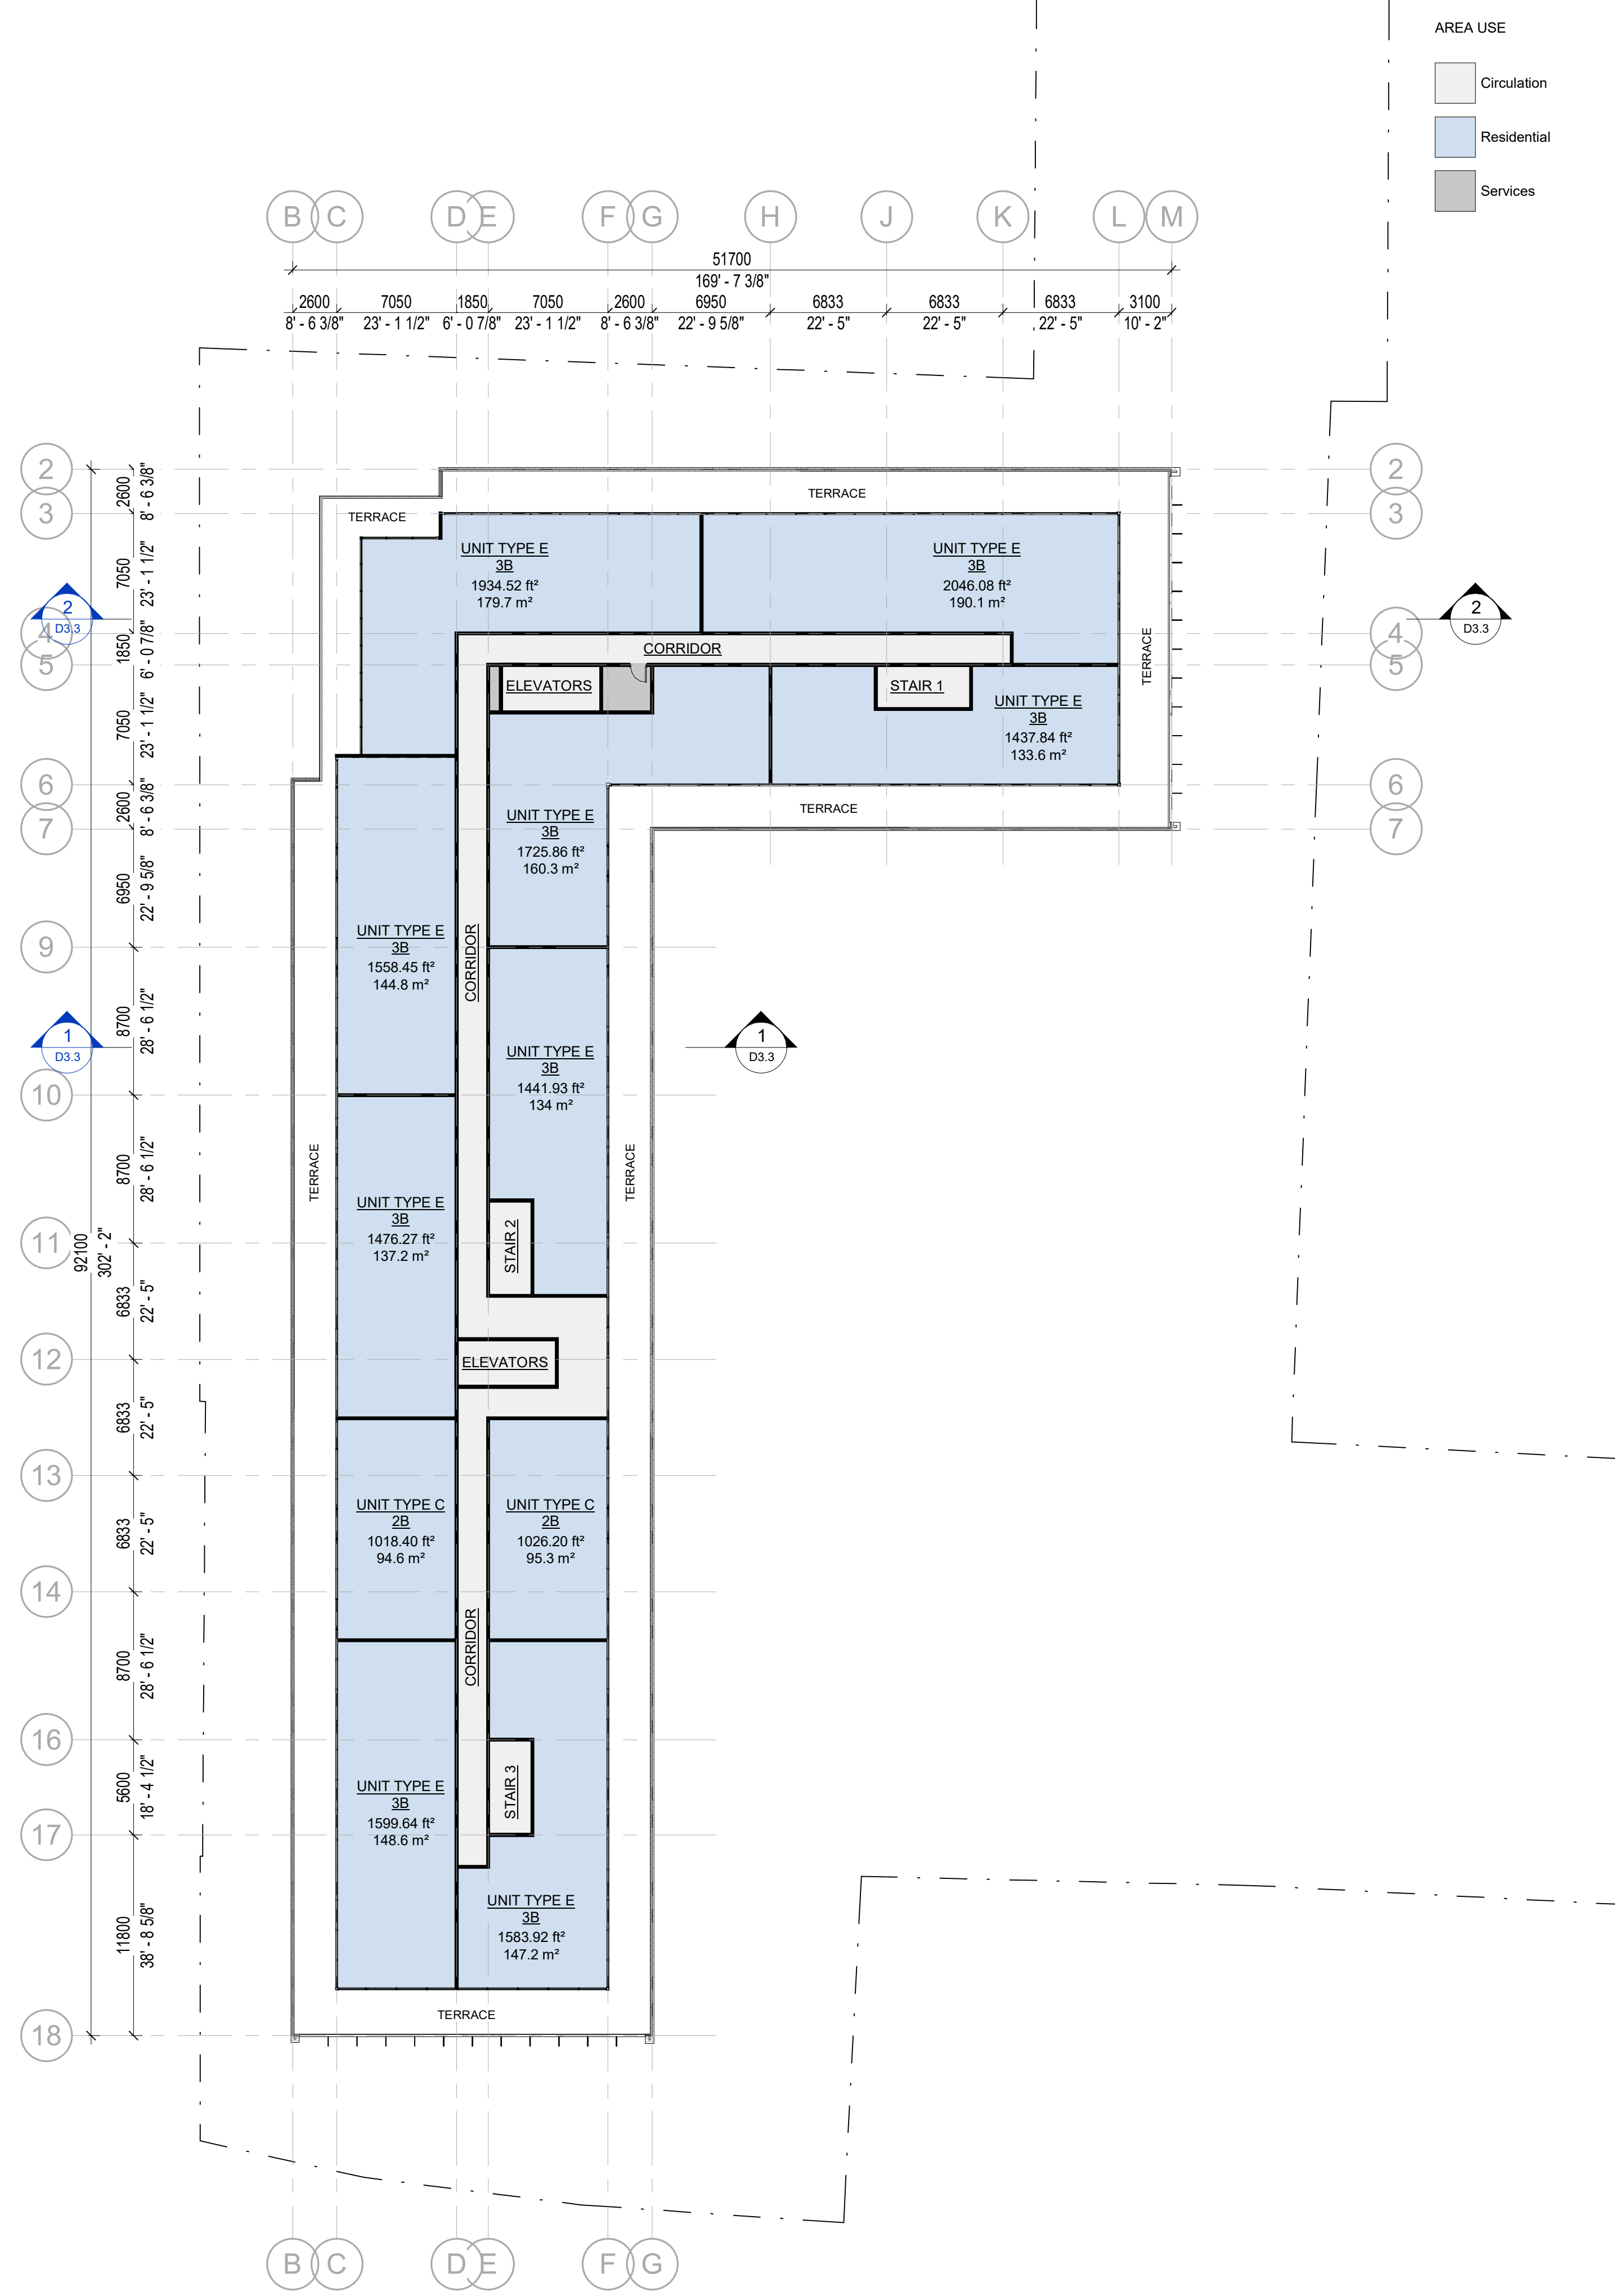 AREA USE
Circulation
Residential
Services
B C D E F G H J K L M
51700
169' - 7 3/8"
2600 7050 1850 7050 2600 6950 6833 6833 6833 3100
8' - 6 3/8" 23' - 1 1/2" 6' - 0 7/8" 23' - 1 1/2" 8' - 6 3/8" 22' - 9 5/8" 22' - 5" 22' - 5" 22' - 5" 10' - 2"
2
3
4
5
6
7
9
10
11
12
13
14
16
17
18
2
3
4
5
6
7
92100
302' - 2"
2600
8' - 6 3/8"
7050
23' - 1 1/2"
1850
6' - 0 7/8"
7050
23' - 1 1/2"
2600
8' - 6 3/8"
6950
22' - 9 5/8"
8700
28' - 6 1/2"
8700
28' - 6 1/2"
6833
22' - 5"
6833
22' - 5"
6833
22' - 5"
8700
28' - 6 1/2"
5600
18' - 4 1/2"
11800
38' - 8 5/8"
2
D3.3
2
D3.3
1
D3.3
1
D3.3
TERRACE
TERRACE
UNIT TYPE E
3B
1934.52 ft²
179.7 m²
UNIT TYPE E
3B
2046.08 ft²
190.1 m²
CORRIDOR
TERRACE
ELEVATORS
STAIR 1
UNIT TYPE E
3B
1437.84 ft²
133.6 m²
TERRACE
UNIT TYPE E
3B
1725.86 ft²
160.3 m²
UNIT TYPE E
3B
1558.45 ft²
144.8 m²
CORRIDOR
UNIT TYPE E
3B
1441.93 ft²
134 m²
TERRACE
TERRACE
UNIT TYPE E
3B
1476.27 ft²
137.2 m²
STAIR 2
ELEVATORS
UNIT TYPE C
2B
1018.40 ft²
94.6 m²
UNIT TYPE C
2B
1026.20 ft²
95.3 m²
CORRIDOR
UNIT TYPE E
3B
1599.64 ft²
148.6 m²
STAIR 3
UNIT TYPE E
3B
1583.92 ft²
147.2 m²
TERRACE
B C D E F G